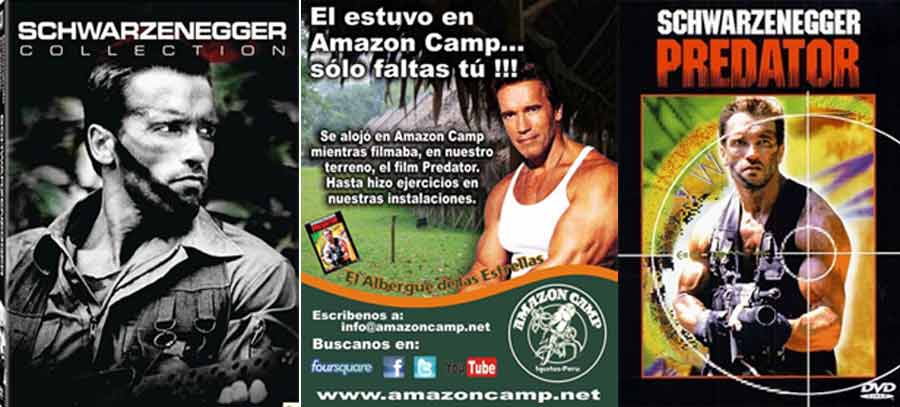 SCHWARZENEGGER
COLLECTION
El estuvo en
Amazon Camp...
sólo faltas tú !!!
Se alojó en Amazon Camp
mientras filmaba, en nuestro
terreno, el film Predator.
Hasta hizo ejercicios en
nuestras instalaciones.
El Albergue de las Estrellas
Escribenos a:
info@amazoncamp.net
Buscanos en:
foursquare
f
t
YouTube
www.amazoncamp.net
AMAZON CAMP
Iquitos-Peru
SCHWARZENEGGER
PREDATOR
DVD